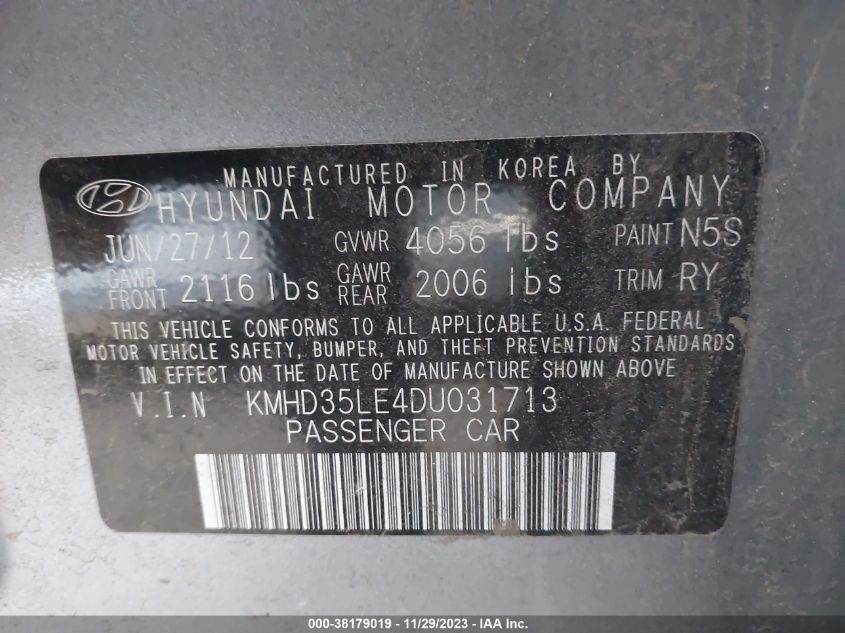 MANUFACTURED IN KOREA BY
HYUNDAI MOTOR COMPANY
JUN/27/12 GVWR 4056 lbs PAINT N5S
GAWR FRONT 2116 lbs GAWR REAR 2006 lbs TRIM RY
THIS VEHICLE CONFORMS TO ALL APPLICABLE U.S.A. FEDERAL
MOTOR VEHICLE SAFETY, BUMPER, AND THEFT PREVENTION STANDARDS
IN EFFECT ON THE DATE OF MANUFACTURE SHOWN ABOVE
V.I.N KMHD35LE4DU031713
PASSENGER CAR
000-38179019 - 11/29/2023 - IAA Inc.